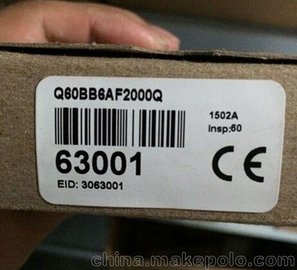 Q60BB6AF2000Q
1502A
Insp:60
63001
EID: 3063001
CE
china.makepolo.com